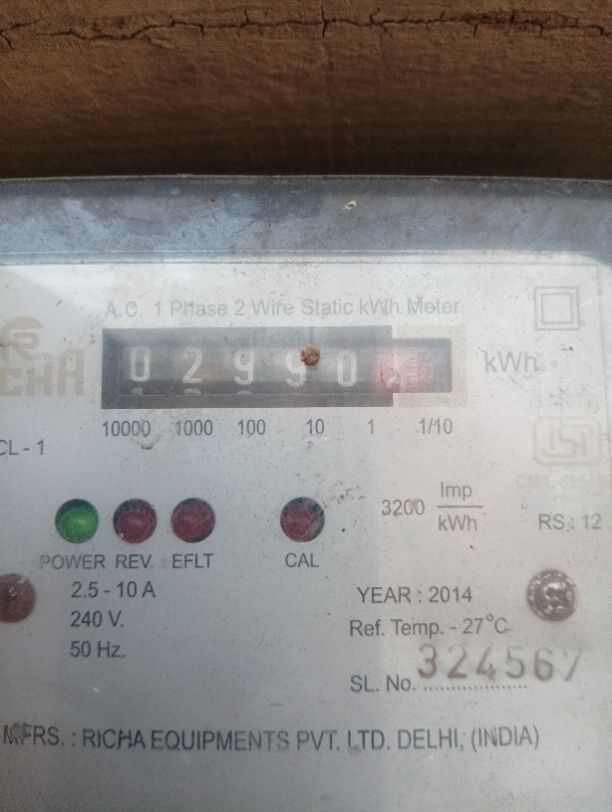 A.C. 1 Phase 2 Wire Static kWh Meter
RICHA
0 2 9 9 0
kWh
10000 1000 100 10 1 .1/10
CL - 1
3200 Imp
kWh
RS : 12
POWER REV. EFLT CAL
2.5 - 10 A
240 V.
50 Hz.
YEAR : 2014
Ref. Temp. - 27°C
SL. No. 324567
MFRS. : RICHA EQUIPMENTS PVT. LTD. DELHI, (INDIA)